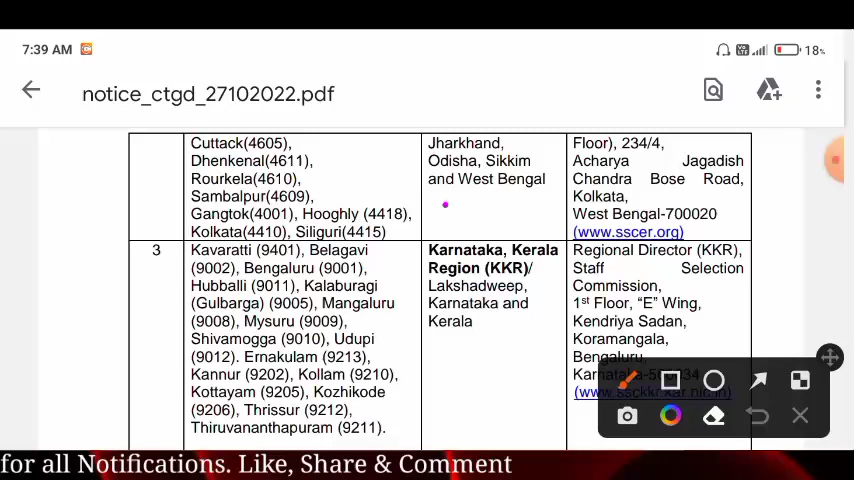 7:39 AM
18%
notice_ctgd_27102022.pdf
Cuttack(4605),
Dhenkenal(4611),
Rourkela(4610),
Sambalpur(4609),
Gangtok(4001), Hooghly (4418),
Kolkata(4410), Siliguri(4415)
Jharkhand,
Odisha, Sikkim
and West Bengal
Floor), 234/4,
Acharya Jagadish
Chandra Bose Road,
Kolkata,
West Bengal-700020
(www.sscer.org)
3
Kavaratti (9401), Belagavi
(9002), Bengaluru (9001),
Hubballi (9011), Kalaburagi
(Gulbarga) (9005), Mangaluru
(9008), Mysuru (9009),
Shivamogga (9010), Udupi
(9012). Ernakulam (9213),
Kannur (9202), Kollam (9210),
Kottayam (9205), Kozhikode
(9206), Thrissur (9212),
Thiruvananthapuram (9211).
Karnataka, Kerala
Region (KKR)/
Lakshadweep,
Karnataka and
Kerala
Regional Director (KKR),
Staff Selection
Commission,
1st Floor, “E” Wing,
Kendriya Sadan,
Koramangala,
Bengaluru,
for all Notifications. Like, Share & Comment